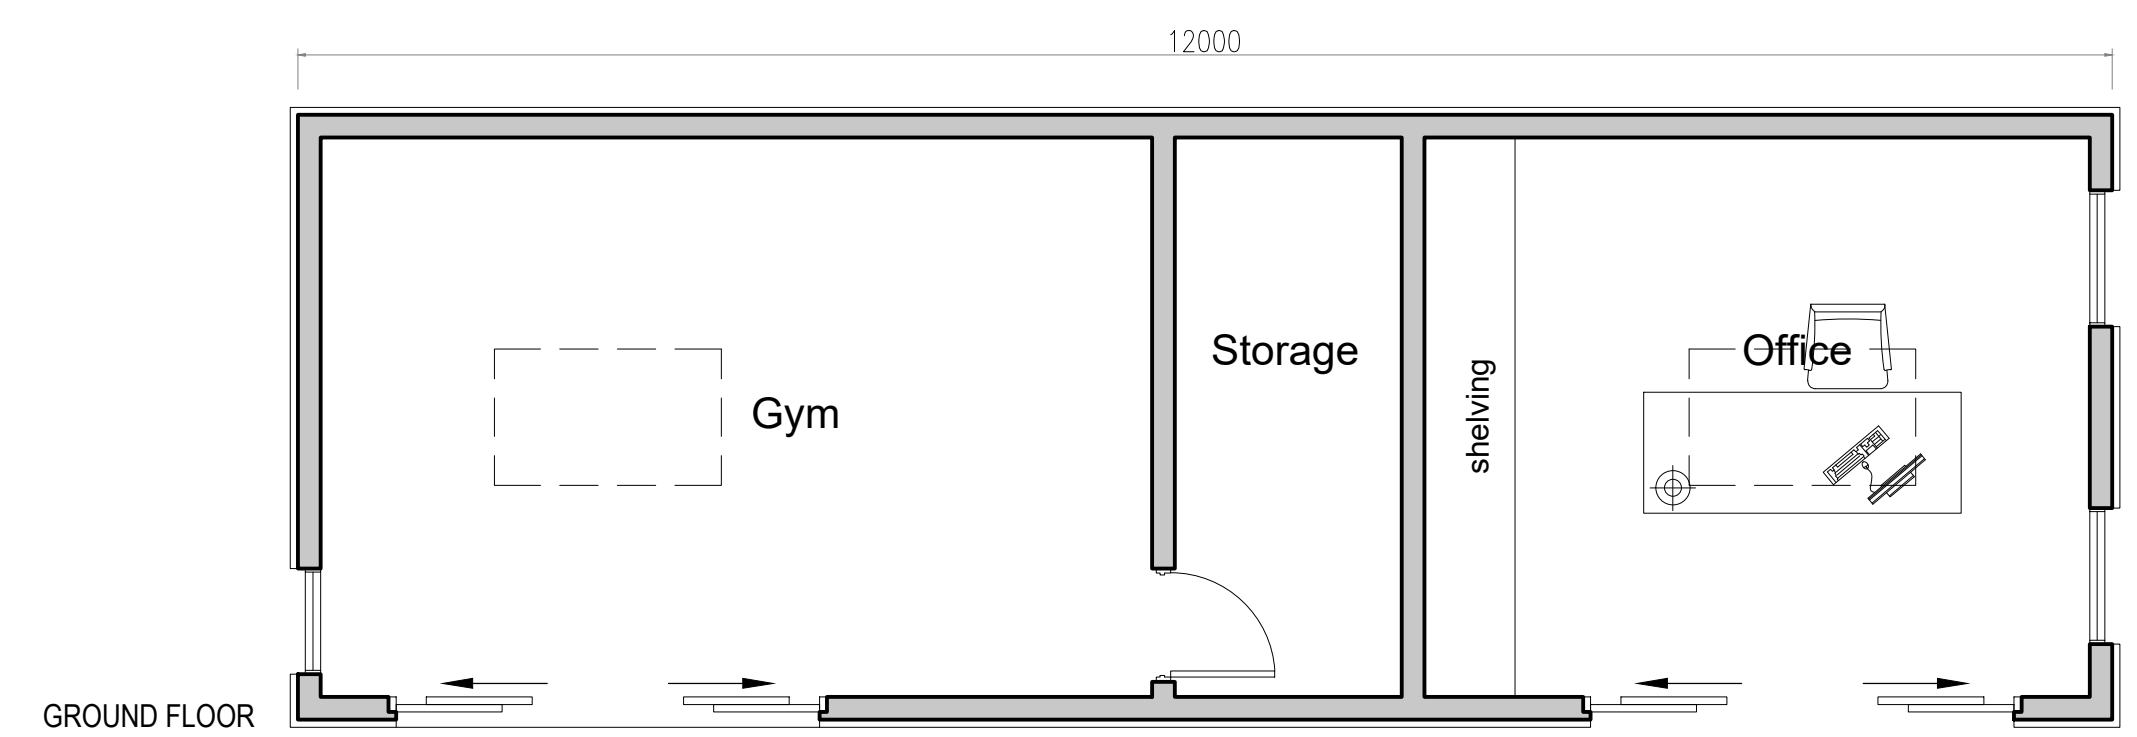 12000
Storage
Office
Gym
shelving
GROUND FLOOR